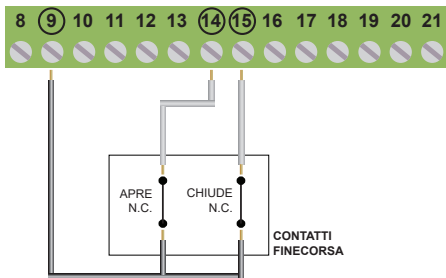 8 9 10 11 12 13 14 15 16 17 18 19 20 21
APRE
N.C.
CHIUDE
N.C.
CONTATTI
FINECORSA